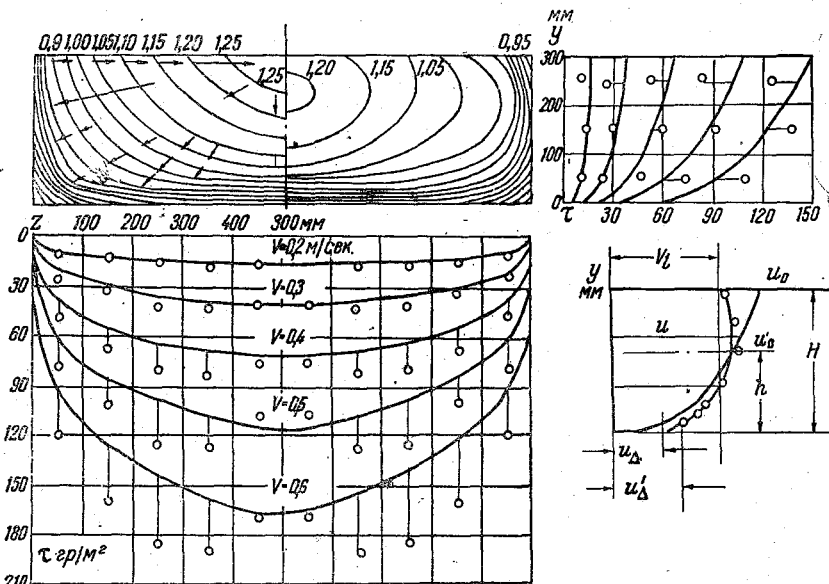 0,9 1,00 1,05 1,10 1,15 1,20 1,25
0,95
1,25
1,20
1,15
1,05
мм
y
300
200
100
0
τ 30 60 90 120 150
Z 100 200 300 400 300 мм
0
30
60
90
120
150
180
210
V=0,2 м/сек.
V=0,3
V=0,4
V=0,5
V=0,6
τ гр/м²
y
мм
V_l
u₀
u
u'₀
H
h
u_Δ
u'_Δ